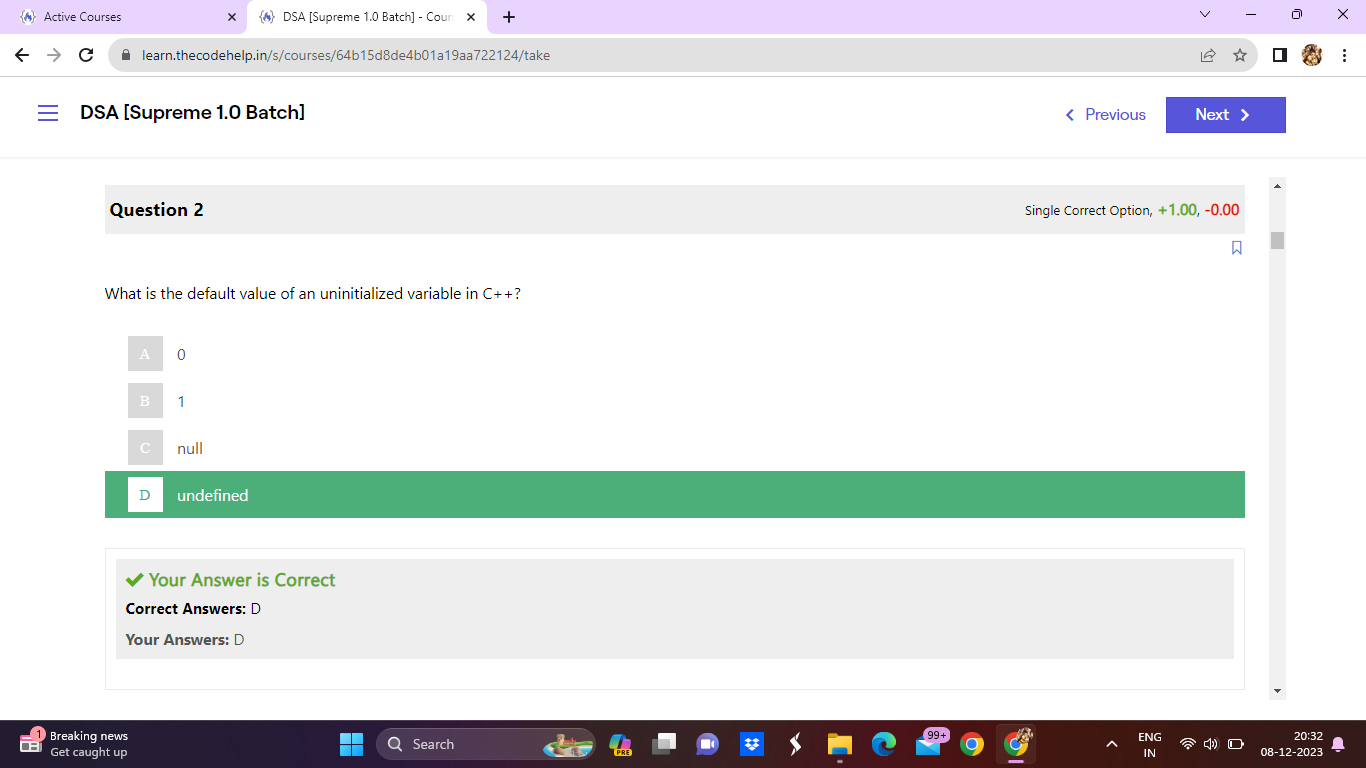 Active Courses
DSA [Supreme 1.0 Batch] - Cour
learn.thecodehelp.in/s/courses/64b15d8de4b01a19aa722124/take
DSA [Supreme 1.0 Batch]
Previous
Next
Question 2
Single Correct Option, +1.00, -0.00
What is the default value of an uninitialized variable in C++?
A 0
B 1
C null
D undefined
Your Answer is Correct
Correct Answers: D
Your Answers: D
1
Breaking news
Get caught up
Search
PRE
99+
ENG
IN
20:32
08-12-2023